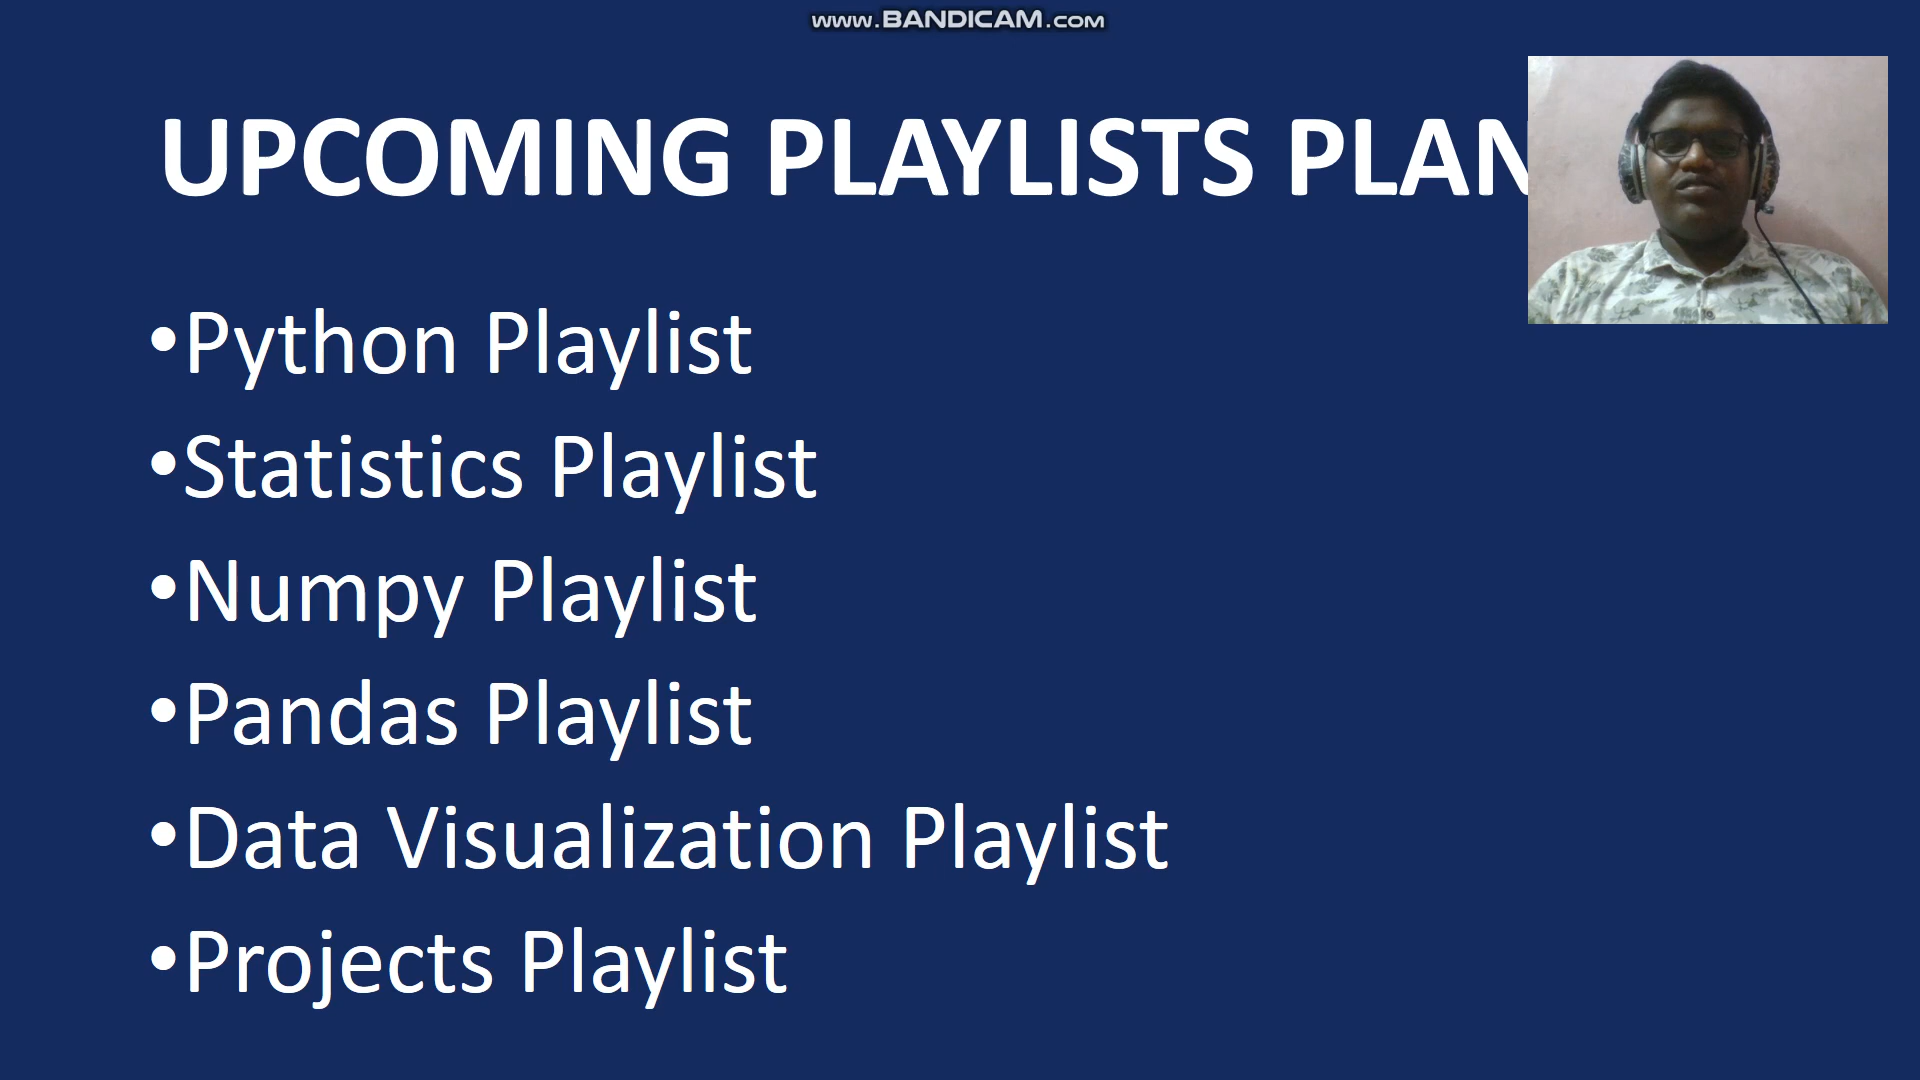 www.BANDICAM.com
UPCOMING PLAYLISTS PLAN
•Python Playlist
•Statistics Playlist
•Numpy Playlist
•Pandas Playlist
•Data Visualization Playlist
•Projects Playlist